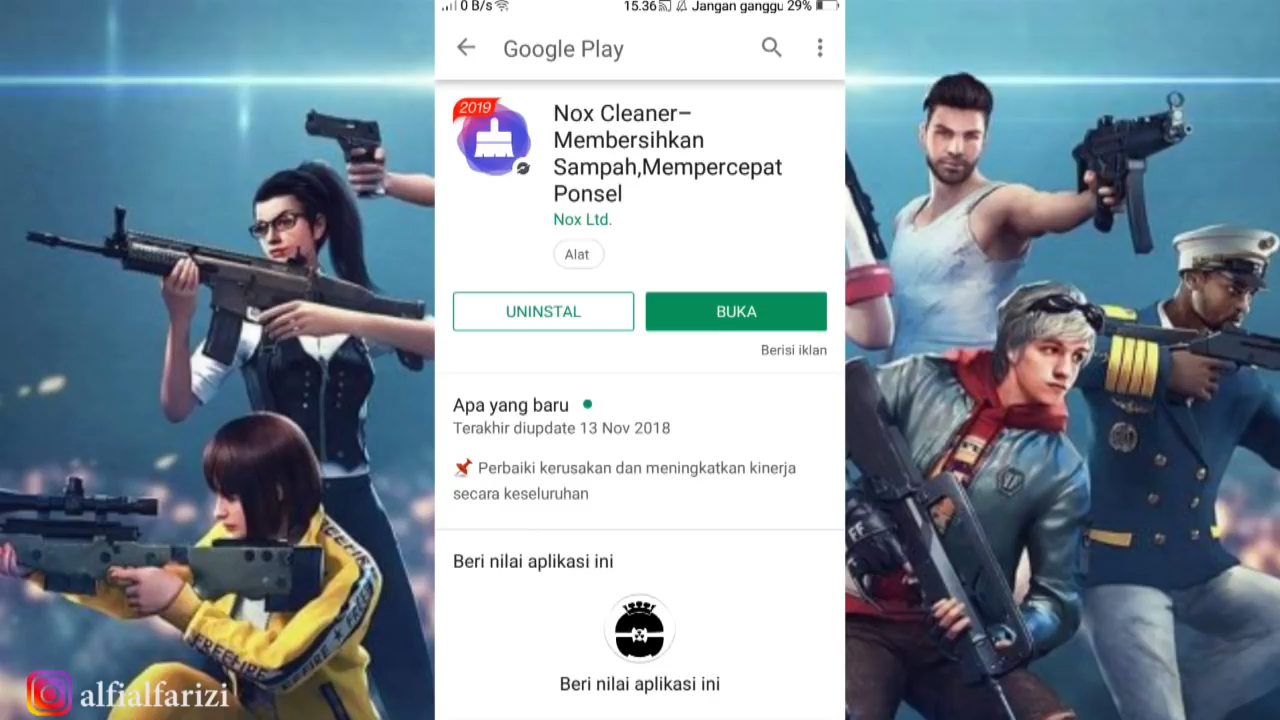 0 B/s
15.36
Jangan ganggu 29%
Google Play
2019
Nox Cleaner–
Membersihkan
Sampah,Mempercepat
Ponsel
Nox Ltd.
Alat
UNINSTAL
BUKA
Berisi iklan
Apa yang baru
Terakhir diupdate 13 Nov 2018
Perbaiki kerusakan dan meningkatkan kinerja
secara keseluruhan
Beri nilai aplikasi ini
Beri nilai aplikasi ini
FREEFIRE
FREEFIRE
alfialfarizi